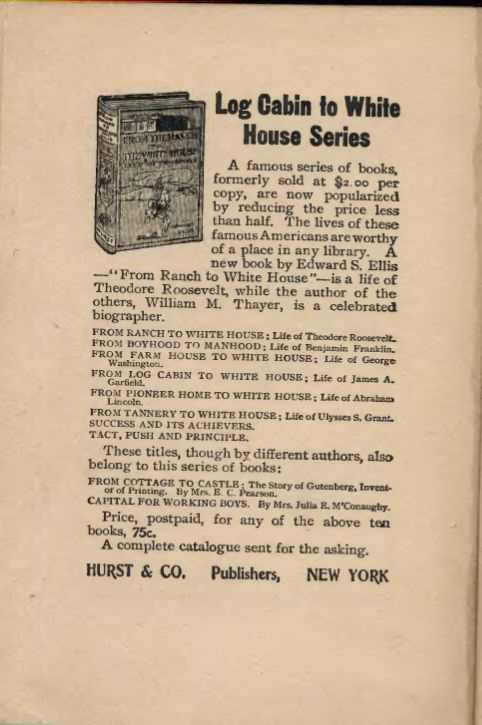 Log Cabin to White
House Series
FROM THE RANCH
TO THE WHITE HOUSE
A famous series of books,
formerly sold at $2.00 per
copy, are now popularized
by reducing the price less
than half. The lives of these
famous Americans are worthy
of a place in any library. A
new book by Edward S. Ellis
—"From Ranch to White House"—is a life of
Theodore Roosevelt, while the author of the
others, William M. Thayer, is a celebrated
biographer.
FROM RANCH TO WHITE HOUSE; Life of Theodore Roosevelt.
FROM BOYHOOD TO MANHOOD; Life of Benjamin Franklin.
FROM FARM HOUSE TO WHITE HOUSE; Life of George
Washington.
FROM LOG CABIN TO WHITE HOUSE; Life of James A.
Garfield.
FROM PIONEER HOME TO WHITE HOUSE; Life of Abraham
Lincoln.
FROM TANNERY TO WHITE HOUSE; Life of Ulysses S. Grant.
SUCCESS AND ITS ACHIEVERS.
TACT, PUSH AND PRINCIPLE.
These titles, though by different authors, also
belong to this series of books:
FROM COTTAGE TO CASTLE; The Story of Gutenberg, Invent-
or of Printing. By Mrs. E. C. Pearson.
CAPITAL FOR WORKING BOYS. By Mrs. Julia E. M'Conaughy.
Price, postpaid, for any of the above ten
books, 75c.
A complete catalogue sent for the asking.
HURST & CO. Publishers, NEW YORK